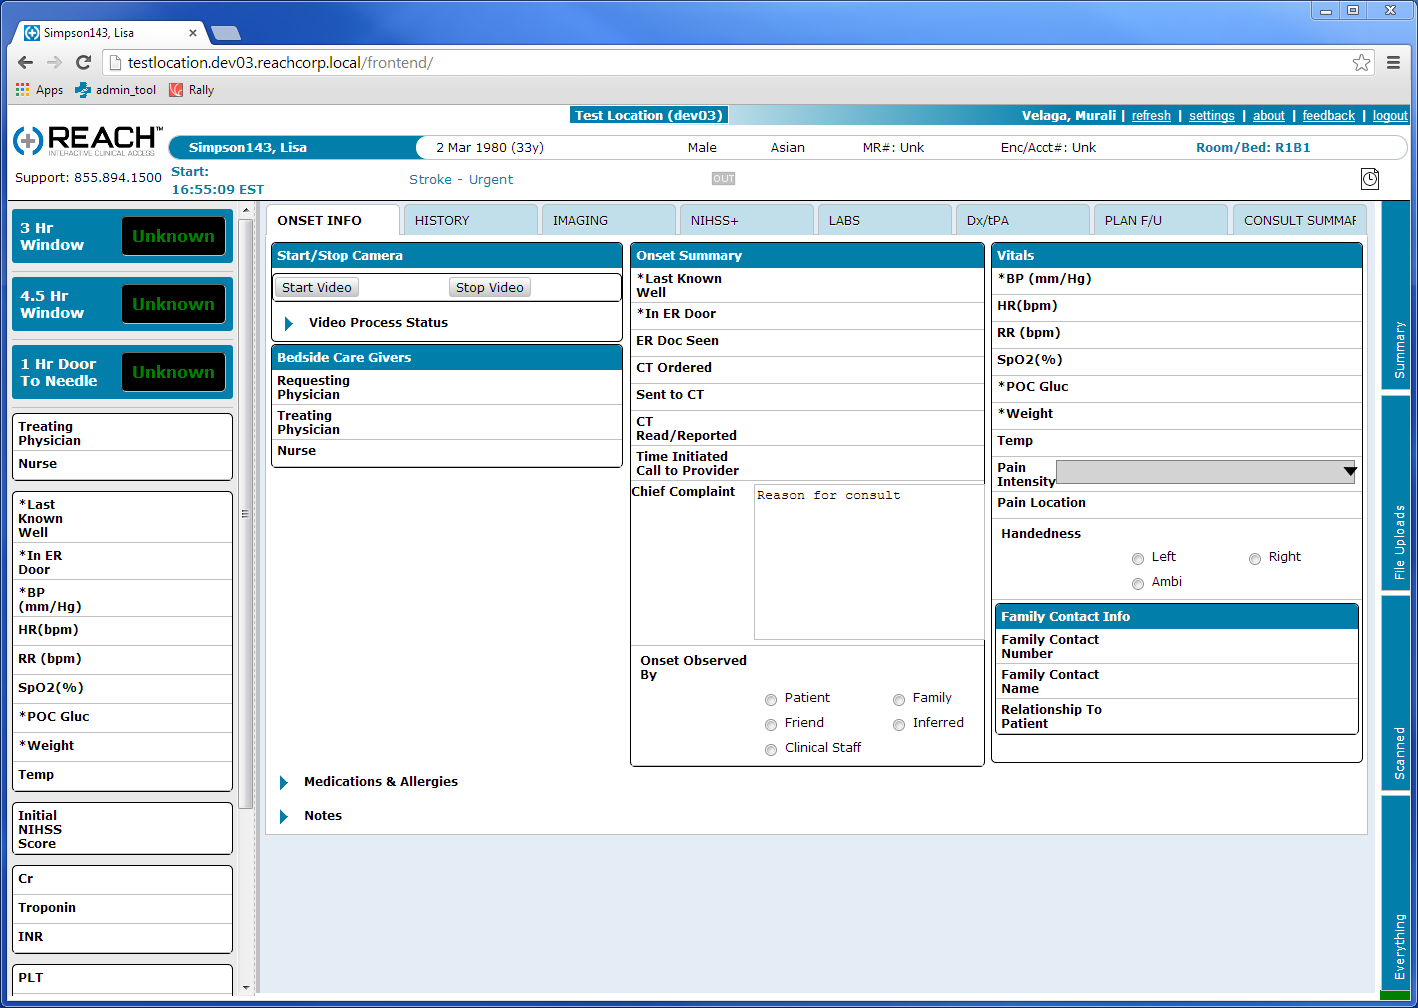 Simpson143, Lisa
testlocation.dev03.reachcorp.local/frontend/
Apps admin_tool Rally
Test Location (dev03) Velaga, Murali | refresh | settings | about | feedback | logout
REACH™
INTERACTIVE CLINICAL ACCESS
Simpson143, Lisa 2 Mar 1980 (33y) Male Asian MR#: Unk Enc/Acct#: Unk Room/Bed: R1B1
Support: 855.894.1500
Start:
16:55:09 EST
Stroke - Urgent
OUT
3 Hr
Window
Unknown
4.5 Hr
Window
Unknown
1 Hr Door
To Needle
Unknown
Treating
Physician
Nurse
*Last
Known
Well
*In ER
Door
*BP
(mm/Hg)
HR(bpm)
RR (bpm)
SpO2(%)
*POC Gluc
*Weight
Temp
Initial
NIHSS
Score
Cr
Troponin
INR
PLT
ONSET INFO HISTORY IMAGING NIHSS+ LABS Dx/tPA PLAN F/U CONSULT SUMMAR
Start/Stop Camera
Start Video Stop Video
Video Process Status
Bedside Care Givers
Requesting
Physician
Treating
Physician
Nurse
Onset Summary
*Last Known
Well
*In ER Door
ER Doc Seen
CT Ordered
Sent to CT
CT
Read/Reported
Time Initiated
Call to Provider
Chief Complaint
Reason for consult
Onset Observed
By
Patient Family
Friend Inferred
Clinical Staff
Vitals
*BP (mm/Hg)
HR(bpm)
RR (bpm)
SpO2(%)
*POC Gluc
*Weight
Temp
Pain
Intensity
Pain Location
Handedness
Left Right
Ambi
Family Contact Info
Family Contact
Number
Family Contact
Name
Relationship To
Patient
Medications & Allergies
Notes
Summary
File Uploads
Scanned
Everything